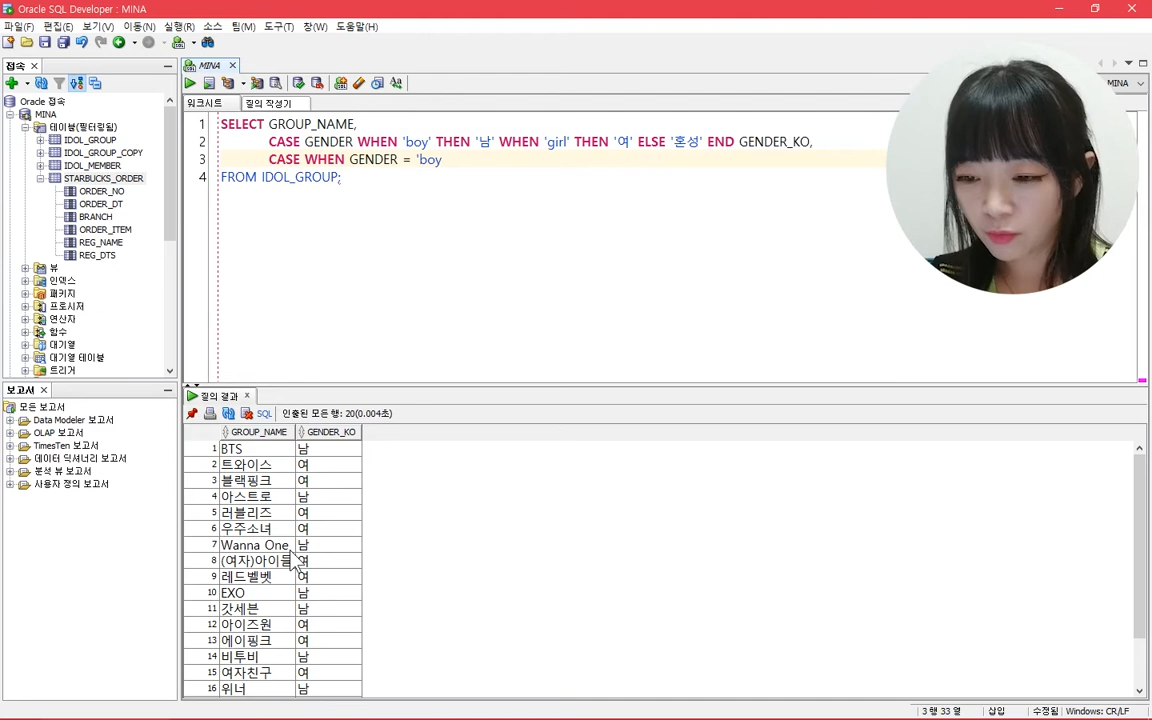 Oracle SQL Developer : MINA
파일(F) 편집(E) 보기(V) 이동(N) 실행(R) 소스 팀(M) 도구(T) 창(W) 도움말(H)
접속
Oracle 접속
MINA
테이블(필터링됨)
IDOL_GROUP
IDOL_GROUP_COPY
IDOL_MEMBER
STARBUCKS_ORDER
ORDER_NO
ORDER_DT
BRANCH
ORDER_ITEM
REG_NAME
REG_DTS
뷰
인덱스
패키지
프로시저
연산자
함수
대기열
대기열 테이블
트리거
보고서
모든 보고서
Data Modeler 보고서
OLAP 보고서
TimesTen 보고서
데이터 딕셔너리 보고서
분석 뷰 보고서
사용자 정의 보고서
MINA
MINA
워크시트 질의 작성기
1 SELECT GROUP_NAME,
2 CASE GENDER WHEN 'boy' THEN '남' WHEN 'girl' THEN '여' ELSE '혼성' END GENDER_KO,
3 CASE WHEN GENDER = 'boy
4 FROM IDOL_GROUP;
질의 결과
SQL 인출된 모든 행: 20(0.004초)
GROUP_NAME GENDER_KO
1 BTS 남
2 트와이스 여
3 블랙핑크 여
4 아스트로 남
5 러블리즈 여
6 우주소녀 여
7 Wanna One 남
8 (여자)아이들 여
9 레드벨벳 여
10 EXO 남
11 갓세븐 남
12 아이즈원 여
13 에이핑크 여
14 비투비 남
15 여자친구 여
16 위너 남
3 행 33 열 삽입 수정됨 Windows: CR/LF